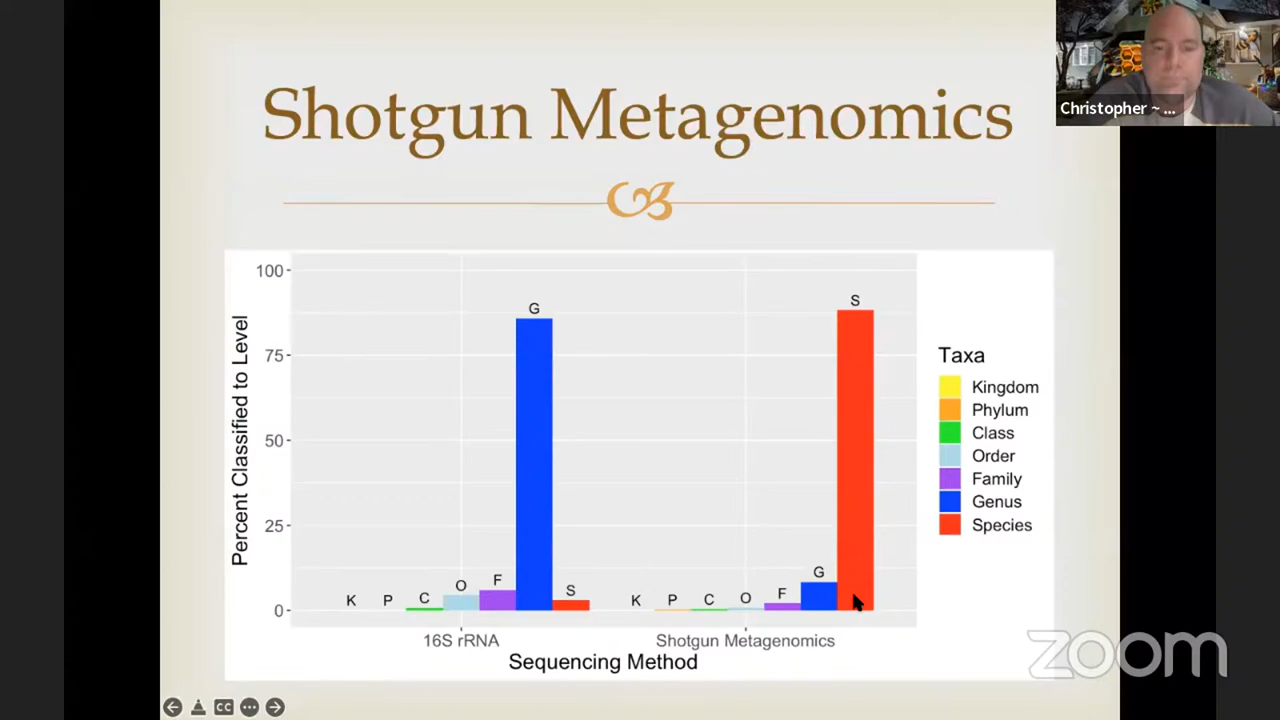 Shotgun Metagenomics
Christopher ~ ...
100
75
50
25
0
Percent Classified to Level
K P C O F G S
K P C O F G S
16S rRNA
Shotgun Metagenomics
Sequencing Method
Taxa
Kingdom
Phylum
Class
Order
Family
Genus
Species
CC
zoom